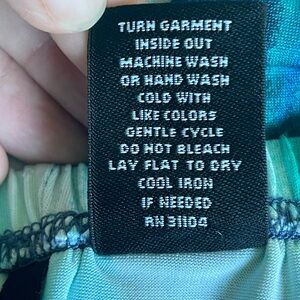 TURN GARMENT
INSIDE OUT
MACHINE WASH
OR HAND WASH
COLD WITH
LIKE COLORS
GENTLE CYCLE
DO NOT BLEACH
LAY FLAT TO DRY
COOL IRON
IF NEEDED
RN 31104